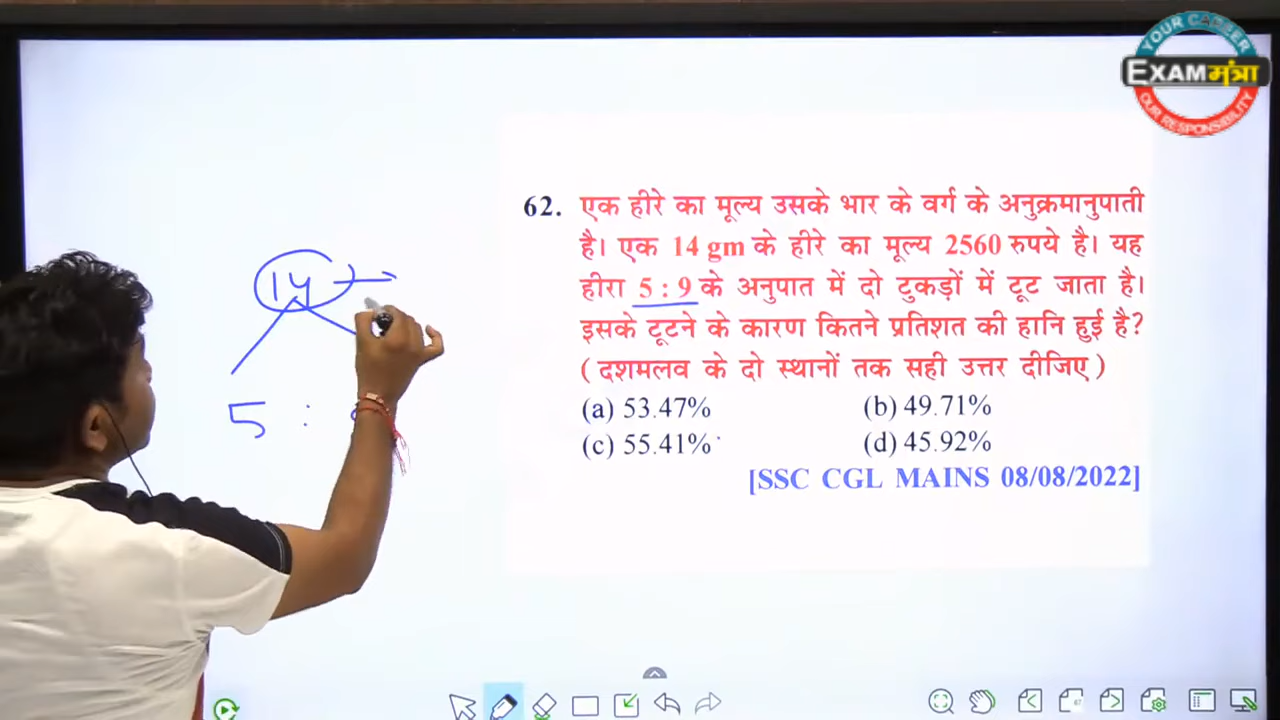 YOUR CAREER
EXAMमंत्रा
OUR RESPONSIBILITY
62. एक हीरे का मूल्य उसके भार के वर्ग के अनुक्रमानुपाती
है। एक 14 gm के हीरे का मूल्य 2560 रुपये है। यह
हीरा 5 : 9 के अनुपात में दो टुकड़ों में टूट जाता है।
इसके टूटने के कारण कितने प्रतिशत की हानि हुई है?
( दशमलव के दो स्थानों तक सही उत्तर दीजिए )
(a) 53.47% (b) 49.71%
(c) 55.41% (d) 45.92%
[SSC CGL MAINS 08/08/2022]
14
5 :